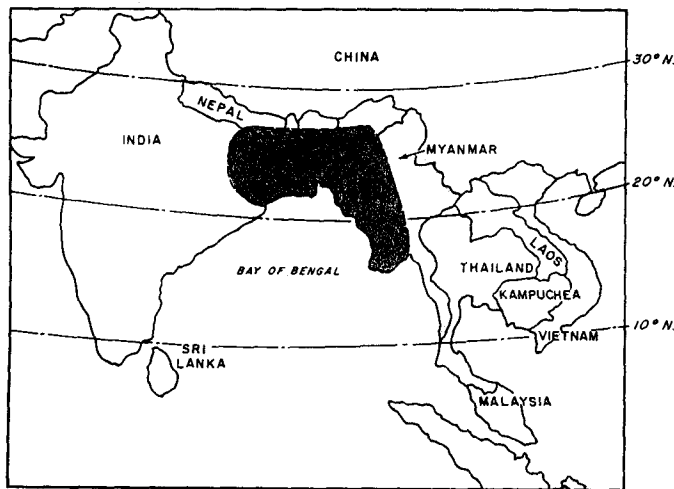 CHINA
30° N.
NEPAL
INDIA
MYANMAR
20° N.
LAOS
BAY OF BENGAL
THAILAND
KAMPUCHEA
10° N.
VIETNAM
SRI
LANKA
MALAYSIA